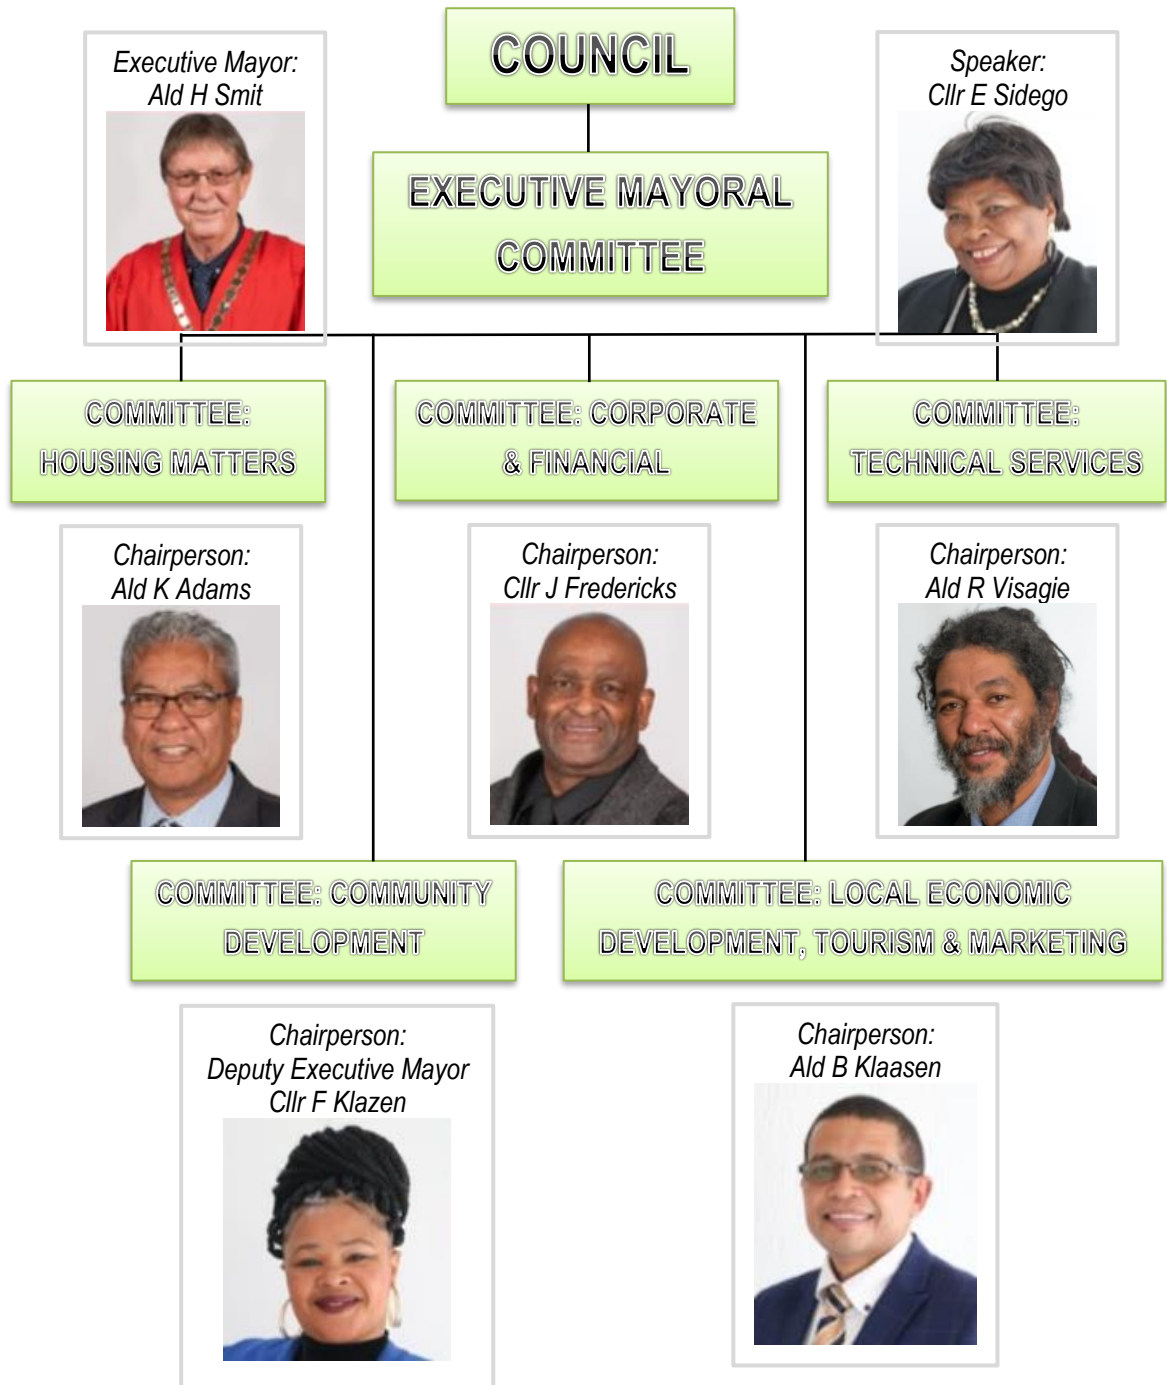 COUNCIL
Executive Mayor:
Ald H Smit
Speaker:
Cllr E Sidego
EXECUTIVE MAYORAL
COMMITTEE
COMMITTEE:
HOUSING MATTERS
COMMITTEE: CORPORATE
& FINANCIAL
COMMITTEE:
TECHNICAL SERVICES
Chairperson:
Ald K Adams
Chairperson:
Cllr J Fredericks
Chairperson:
Ald R Visagie
COMMITTEE: COMMUNITY
DEVELOPMENT
COMMITTEE: LOCAL ECONOMIC
DEVELOPMENT, TOURISM & MARKETING
Chairperson:
Deputy Executive Mayor
Cllr F Klazen
Chairperson:
Ald B Klaasen